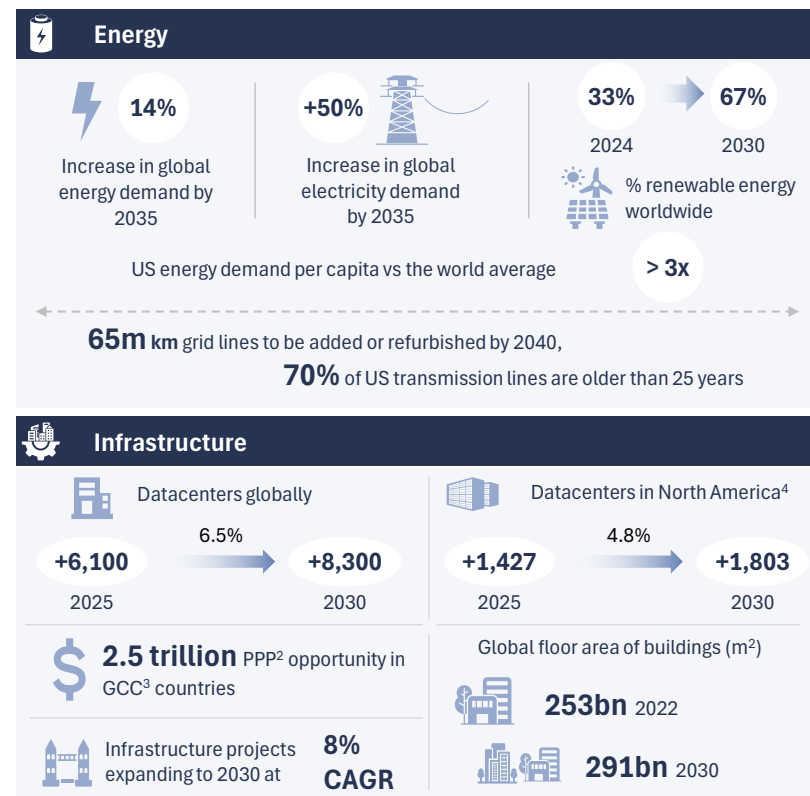 Energy
14%
Increase in global
energy demand by
2035
+50%
Increase in global
electricity demand
by 2035
33%
67%
2024
2030
% renewable energy
worldwide
US energy demand per capita vs the world average
> 3x
65m km grid lines to be added or refurbished by 2040,
70% of US transmission lines are older than 25 years
Infrastructure
Datacenters globally
6.5%
+6,100
+8,300
2025
2030
Datacenters in North America⁴
4.8%
+1,427
+1,803
2025
2030
2.5 trillion PPP² opportunity in
GCC³ countries
Infrastructure projects
expanding to 2030 at
8%
CAGR
Global floor area of buildings (m²)
253bn 2022
291bn 2030